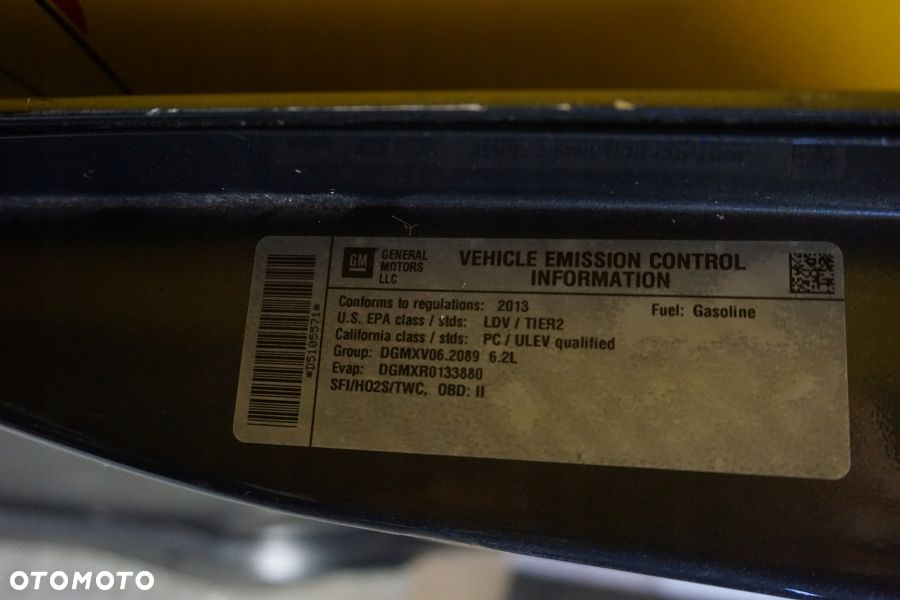 GM
GENERAL
MOTORS
LLC
VEHICLE EMISSION CONTROL
INFORMATION
Conforms to regulations: 2013
Fuel: Gasoline
U.S. EPA class / stds: LDV / TIER2
California class / stds: PC / ULEV qualified
Group: DGMXV06.2089 6.2L
Evap: DGMXR0133880
SFI/HO2S/TWC, OBD: II
*D5105571*
OTOMOTO